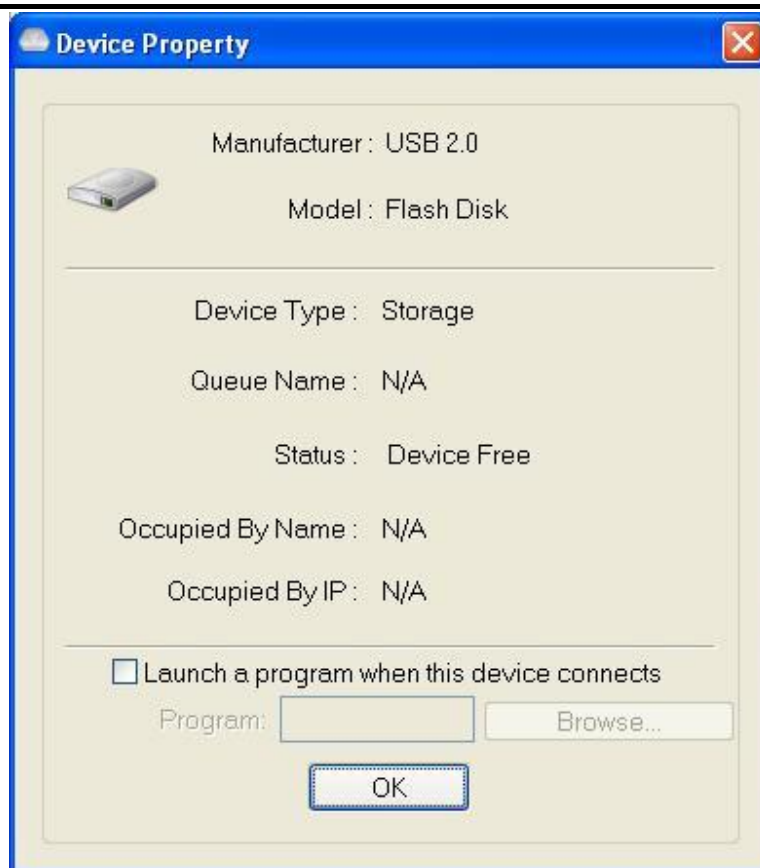 Device Property
Manufacturer : USB 2.0
Model : Flash Disk
Device Type : Storage
Queue Name : N/A
Status : Device Free
Occupied By Name : N/A
Occupied By IP : N/A
Launch a program when this device connects
Program: Browse...
OK